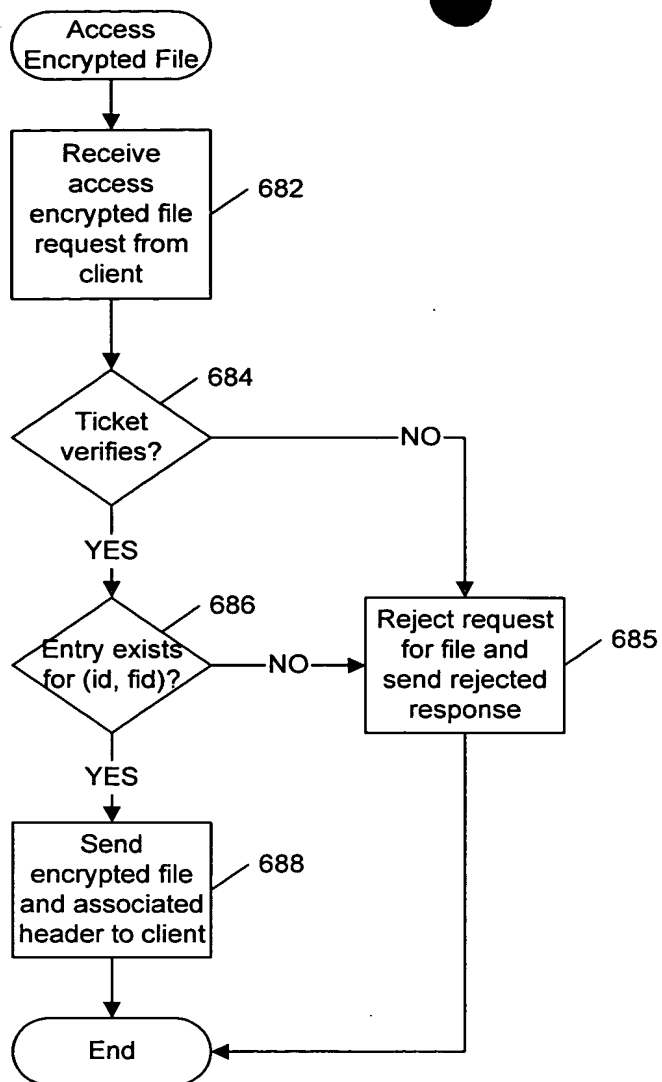 Access
Encrypted File
Receive
access
encrypted file
request from
client
682
684
Ticket
verifies?
NO
YES
686
Entry exists
for (id, fid)?
NO
Reject request
for file and
send rejected
response
685
YES
Send
encrypted file
and associated
header to client
688
End